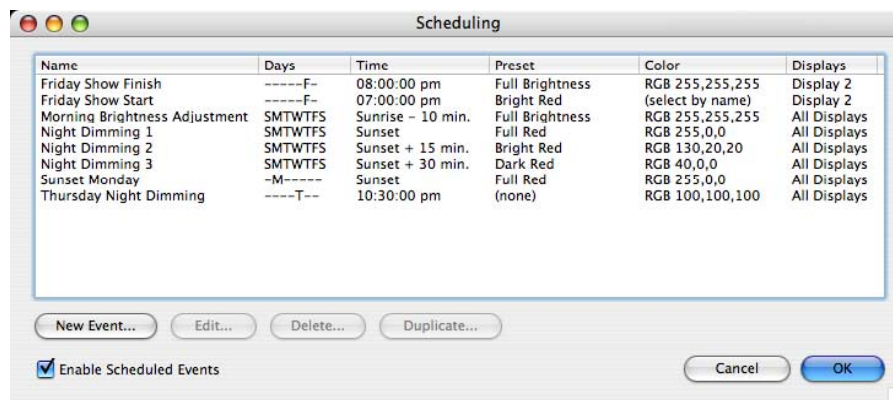 Scheduling
Name Days Time Preset Color Displays
Friday Show Finish -----F- 08:00:00 pm Full Brightness RGB 255,255,255 Display 2
Friday Show Start -----F- 07:00:00 pm Bright Red (select by name) Display 2
Morning Brightness Adjustment SMTWTFS Sunrise - 10 min. Full Brightness RGB 255,255,255 All Displays
Night Dimming 1 SMTWTFS Sunset Full Red RGB 255,0,0 All Displays
Night Dimming 2 SMTWTFS Sunset + 15 min. Bright Red RGB 130,20,20 All Displays
Night Dimming 3 SMTWTFS Sunset + 30 min. Dark Red RGB 40,0,0 All Displays
Sunset Monday -M----- Sunset Full Red RGB 255,0,0 All Displays
Thursday Night Dimming ----T-- 10:30:00 pm (none) RGB 100,100,100 All Displays
New Event... Edit... Delete... Duplicate...
Enable Scheduled Events Cancel OK